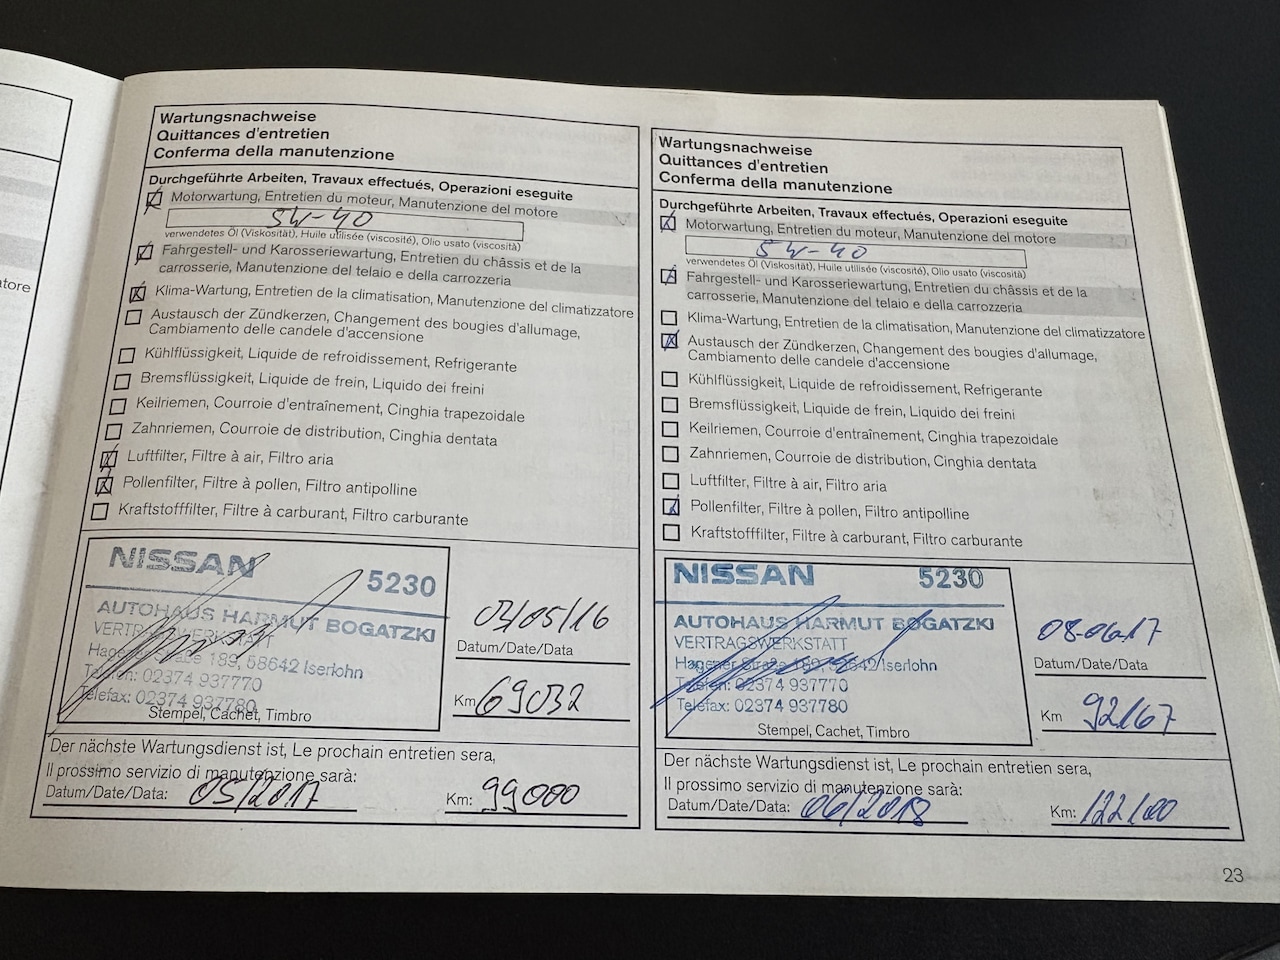 Wartungsnachweise
Quittances d'entretien
Conferma della manutenzione
Durchgeführte Arbeiten, Travaux effectués, Operazioni eseguite
Motorwartung, Entretien du moteur, Manutenzione del motore
5W-40
verwendetes Öl (Viskosität), Huile utilisée (viscosité), Olio usato (viscosità)
Fahrgestell- und Karosseriewartung, Entretien du châssis et de la
carrosserie, Manutenzione del telaio e della carrozzeria
Klima-Wartung, Entretien de la climatisation, Manutenzione del climatizzatore
Austausch der Zündkerzen, Changement des bougies d'allumage,
Cambiamento delle candele d'accensione
Kühlflüssigkeit, Liquide de refroidissement, Refrigerante
Bremsflüssigkeit, Liquide de frein, Liquido dei freini
Keilriemen, Courroie d'entraînement, Cinghia trapezoidale
Zahnriemen, Courroie de distribution, Cinghia dentata
Luftfilter, Filtre à air, Filtro aria
Pollenfilter, Filtre à pollen, Filtro antipolline
Kraftstofffilter, Filtre à carburant, Filtro carburante
NISSAN 5230
AUTOHAUS HARMUT BOGATZKI
VERTRAGSWERKSTATT
Hagener Straße 189, 58642 Iserlohn
Telefon: 02374 937770
Telefax: 02374 937780
Stempel, Cachet, Timbro
03/05/16
Datum/Date/Data
Km 69032
Der nächste Wartungsdienst ist, Le prochain entretien sera,
Il prossimo servizio di manutenzione sarà:
Datum/Date/Data: 05/2017 Km: 99000
Wartungsnachweise
Quittances d'entretien
Conferma della manutenzione
Durchgeführte Arbeiten, Travaux effectués, Operazioni eseguite
Motorwartung, Entretien du moteur, Manutenzione del motore
5W-40
verwendetes Öl (Viskosität), Huile utilisée (viscosité), Olio usato (viscosità)
Fahrgestell- und Karosseriewartung, Entretien du châssis et de la
carrosserie, Manutenzione del telaio e della carrozzeria
Klima-Wartung, Entretien de la climatisation, Manutenzione del climatizzatore
Austausch der Zündkerzen, Changement des bougies d'allumage,
Cambiamento delle candele d'accensione
Kühlflüssigkeit, Liquide de refroidissement, Refrigerante
Bremsflüssigkeit, Liquide de frein, Liquido dei freini
Keilriemen, Courroie d'entraînement, Cinghia trapezoidale
Zahnriemen, Courroie de distribution, Cinghia dentata
Luftfilter, Filtre à air, Filtro aria
Pollenfilter, Filtre à pollen, Filtro antipolline
Kraftstofffilter, Filtre à carburant, Filtro carburante
NISSAN 5230
AUTOHAUS HARMUT BOGATZKI
VERTRAGSWERKSTATT
Hagener Straße 189, 58642 Iserlohn
Telefon: 02374 937770
Telefax: 02374 937780
Stempel, Cachet, Timbro
08-06-17
Datum/Date/Data
Km 92167
Der nächste Wartungsdienst ist, Le prochain entretien sera,
Il prossimo servizio di manutenzione sarà:
Datum/Date/Data: 06/2018 Km: 122100
23